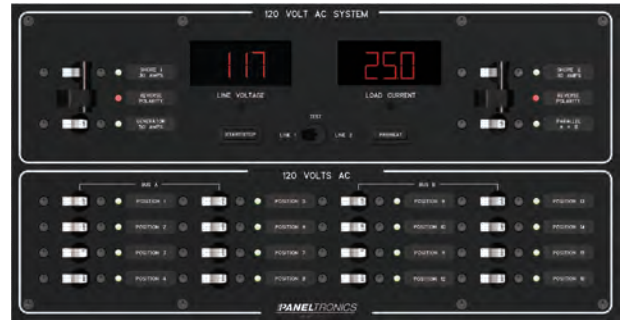 120 VOLT AC SYSTEM
117
LINE VOLTAGE
250
LOAD CURRENT
SHORE 1
30 AMPS
REVERSE
POLARITY
GENERATOR
50 AMPS
START/STOP
TEST
LINE 1
LINE 2
PREHEAT
SHORE 2
30 AMPS
REVERSE
POLARITY
PARALLEL
A + B
120 VOLTS AC
BUS A
BUS B
POSITION 1
POSITION 5
POSITION 9
POSITION 13
POSITION 2
POSITION 6
POSITION 10
POSITION 14
POSITION 3
POSITION 7
POSITION 11
POSITION 15
POSITION 4
POSITION 8
POSITION 12
POSITION 16
PANELTRONICS